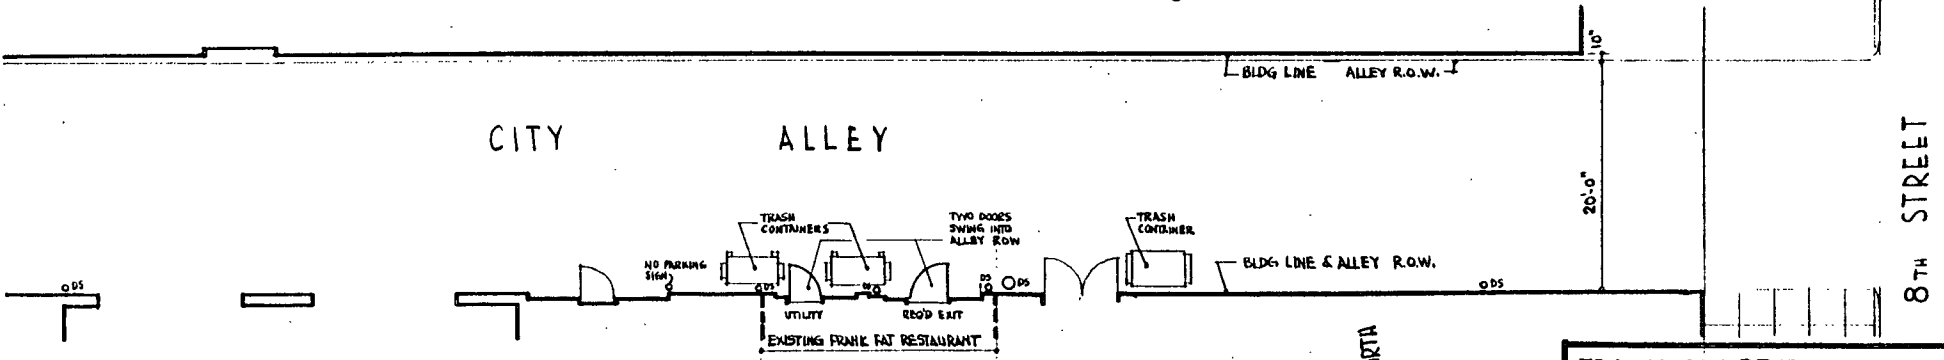 10"
BLDG LINE ALLEY R.O.W.
CITY ALLEY
8TH STREET
20'-0"
TRASH
CONTAINERS
TWO DOORS
SWING INTO
ALLEY ROW
TRASH
CONTAINER
NO PARKING
SIGN
BLDG LINE & ALLEY R.O.W.
DS
DS
DS
DS
DS
DS
UTILITY
REQ'D EXIT
EXISTING FRANK FAT RESTAURANT